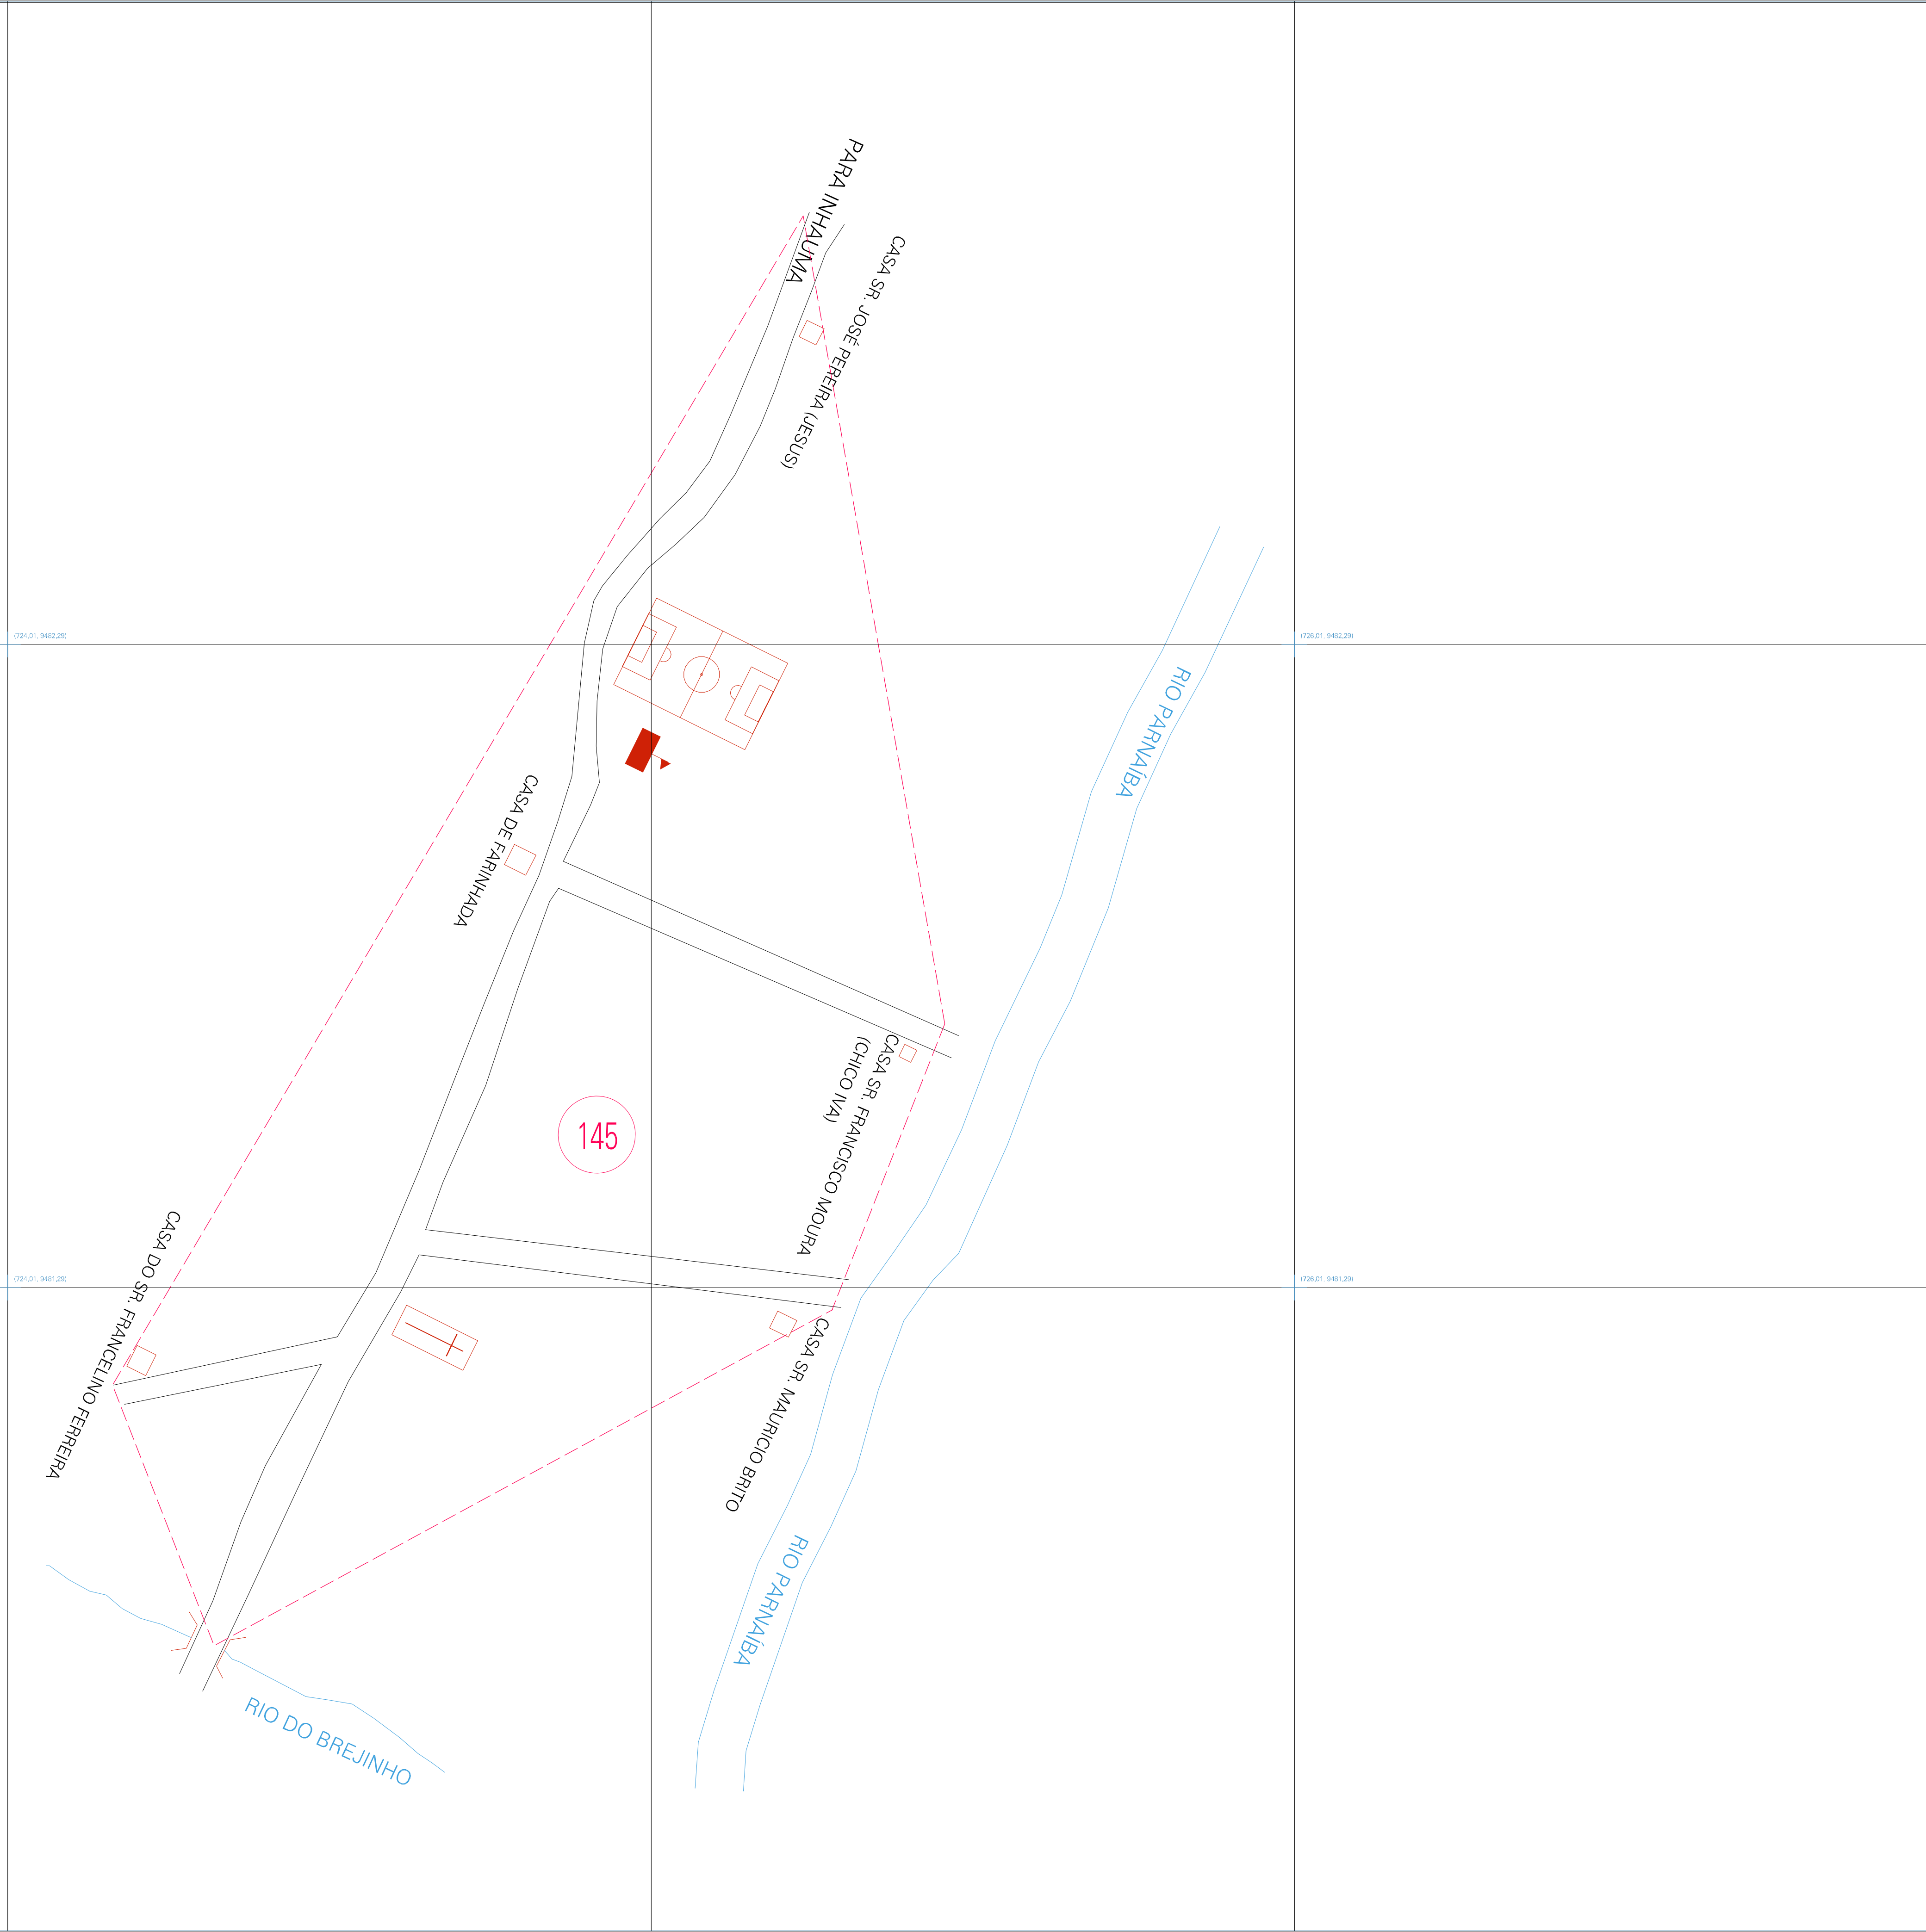 PARA INHAUMA
CASA SR. JOSÉ PEREIRA (JESUS)
(724,01, 9482,29)
(726,01, 9482,29)
RIO PARNAÍBA
CASA DE FARINHADA
CASA SR. FRANCISCO MOURA
(CHICO IVA)
145
CASA DO SR. FRANCELINO FERREIRA
(724,01, 9481,29)
(726,01, 9481,29)
CASA SR. MAURICIO BRITO
RIO PARNAÍBA
RIO DO BREJINHO